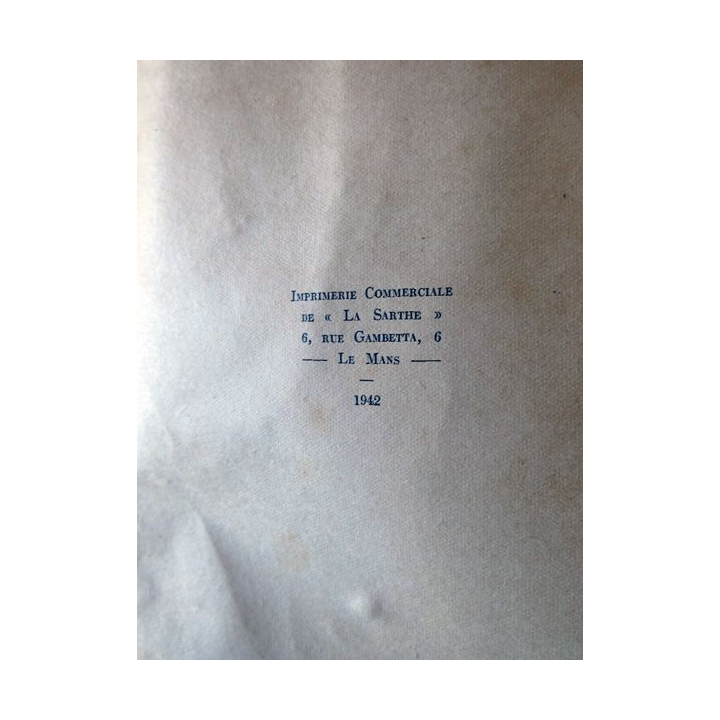 Imprimerie Commerciale
de « La Sarthe »
6, rue Gambetta, 6
— Le Mans —
—
1942